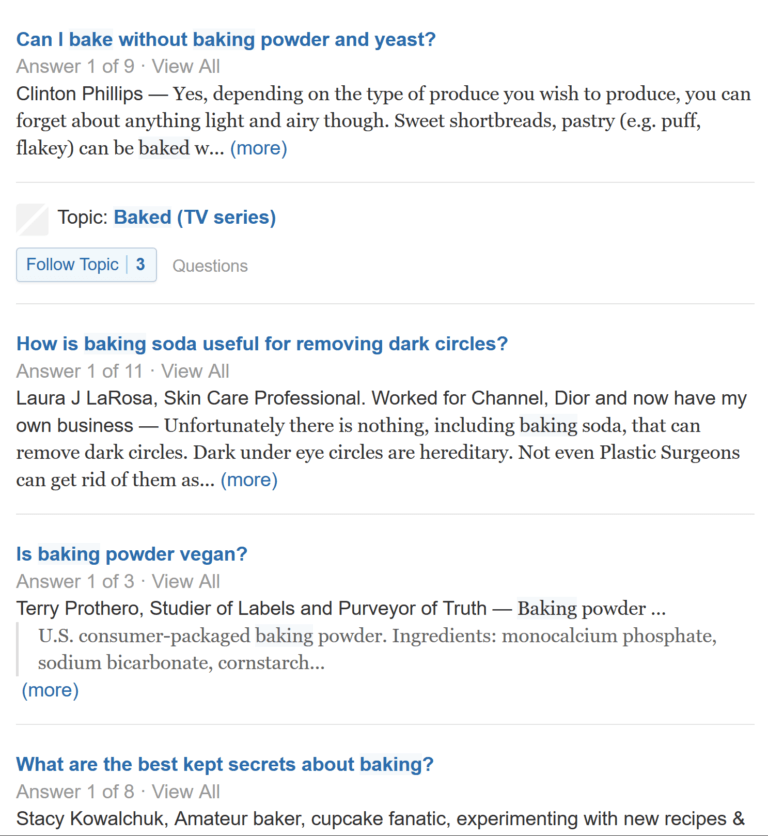 Can I bake without baking powder and yeast?
Answer 1 of 9 · View All
Clinton Phillips — Yes, depending on the type of produce you wish to produce, you can
forget about anything light and airy though. Sweet shortbreads, pastry (e.g. puff,
flakey) can be baked w... (more)
Topic: Baked (TV series)
Follow Topic | 3 Questions
How is baking soda useful for removing dark circles?
Answer 1 of 11 · View All
Laura J LaRosa, Skin Care Professional. Worked for Channel, Dior and now have my
own business — Unfortunately there is nothing, including baking soda, that can
remove dark circles. Dark under eye circles are hereditary. Not even Plastic Surgeons
can get rid of them as... (more)
Is baking powder vegan?
Answer 1 of 3 · View All
Terry Prothero, Studier of Labels and Purveyor of Truth — Baking powder ...
U.S. consumer-packaged baking powder. Ingredients: monocalcium phosphate,
sodium bicarbonate, cornstarch...
(more)
What are the best kept secrets about baking?
Answer 1 of 8 · View All
Stacy Kowalchuk, Amateur baker, cupcake fanatic, experimenting with new recipes &